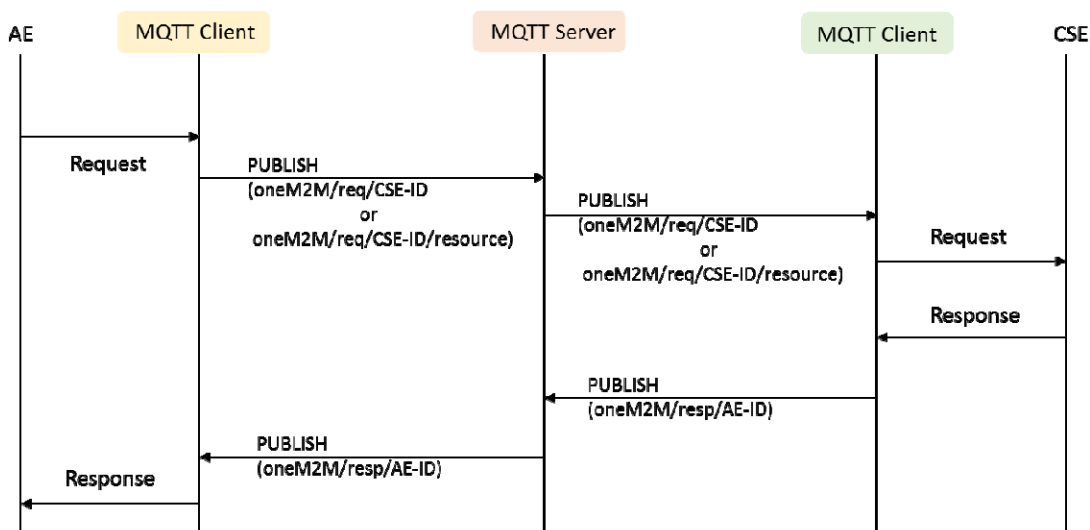 AE
MQTT Client
MQTT Server
MQTT Client
CSE
Request
PUBLISH
(oneM2M/req/CSE-ID
or
oneM2M/req/CSE-ID/resource)
PUBLISH
(oneM2M/req/CSE-ID
or
oneM2M/req/CSE-ID/resource)
Request
Response
PUBLISH
(oneM2M/resp/AE-ID)
PUBLISH
(oneM2M/resp/AE-ID)
Response